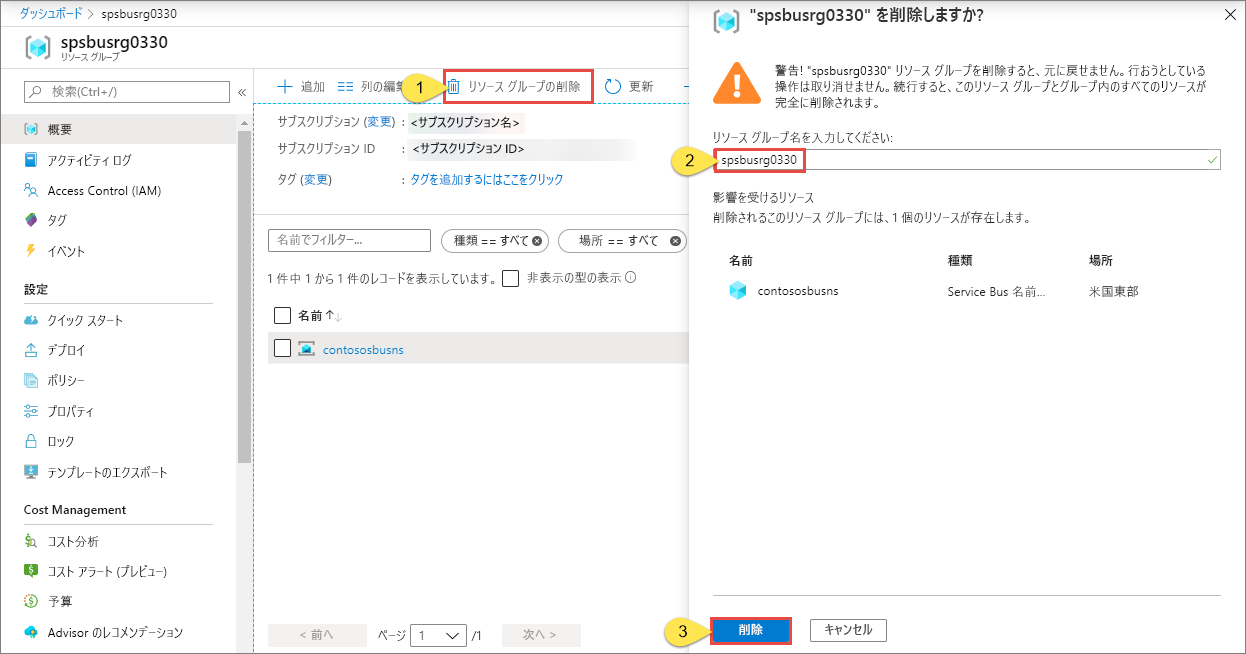 ダッシュボード > spsbusrg0330
spsbusrg0330
リソース グループ
検索(Ctrl+/)
«
概要
アクティビティ ログ
Access Control (IAM)
タグ
イベント
設定
クイック スタート
デプロイ
ポリシー
プロパティ
ロック
テンプレートのエクスポート
Cost Management
コスト分析
コスト アラート (プレビュー)
予算
Advisor のレコメンデーション
追加
列の編集
1
リソース グループの削除
更新
サブスクリプション (変更) : <サブスクリプション名>
サブスクリプション ID : <サブスクリプション ID>
タグ (変更) : タグを追加するにはここをクリック
名前でフィルター...
種類 == すべて
場所 == すべて
1 件中 1 から 1 件のレコードを表示しています。
非表示の型の表示
名前 ↑↓
contososbusns
< 前へ
ページ 1 /1
次へ >
"spsbusrg0330" を削除しますか?
警告! "spsbusrg0330" リソース グループを削除すると、元に戻せません。行おうとしている
操作は取り消せません。続行すると、このリソース グループとグループ内のすべてのリソースが
完全に削除されます。
リソース グループ名を入力してください:
2
spsbusrg0330
影響を受けるリソース
削除されるこのリソース グループには、1 個のリソースが存在します。
名前 種類 場所
contososbusns Service Bus 名前... 米国東部
3
削除
キャンセル